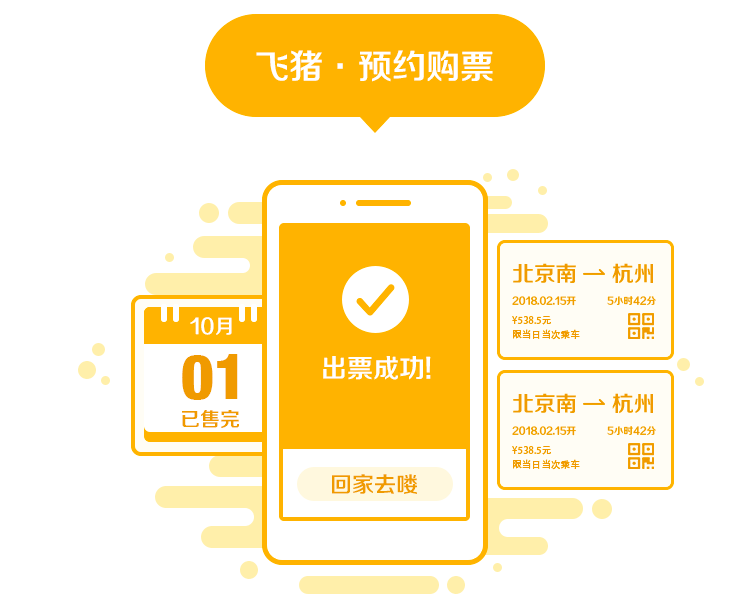 飞猪·预约购票
10月
01
已售完
出票成功!
回家去喽
北京南 → 杭州
2018.02.15开 5小时42分
¥538.5元
限当日当次乘车
北京南 → 杭州
2018.02.15开 5小时42分
¥538.5元
限当日当次乘车